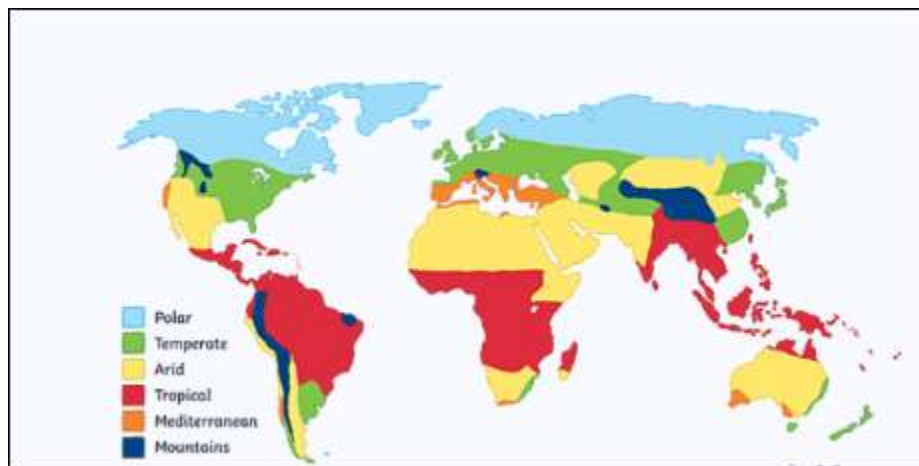 Polar
Temperate
Arid
Tropical
Mediterranean
Mountains